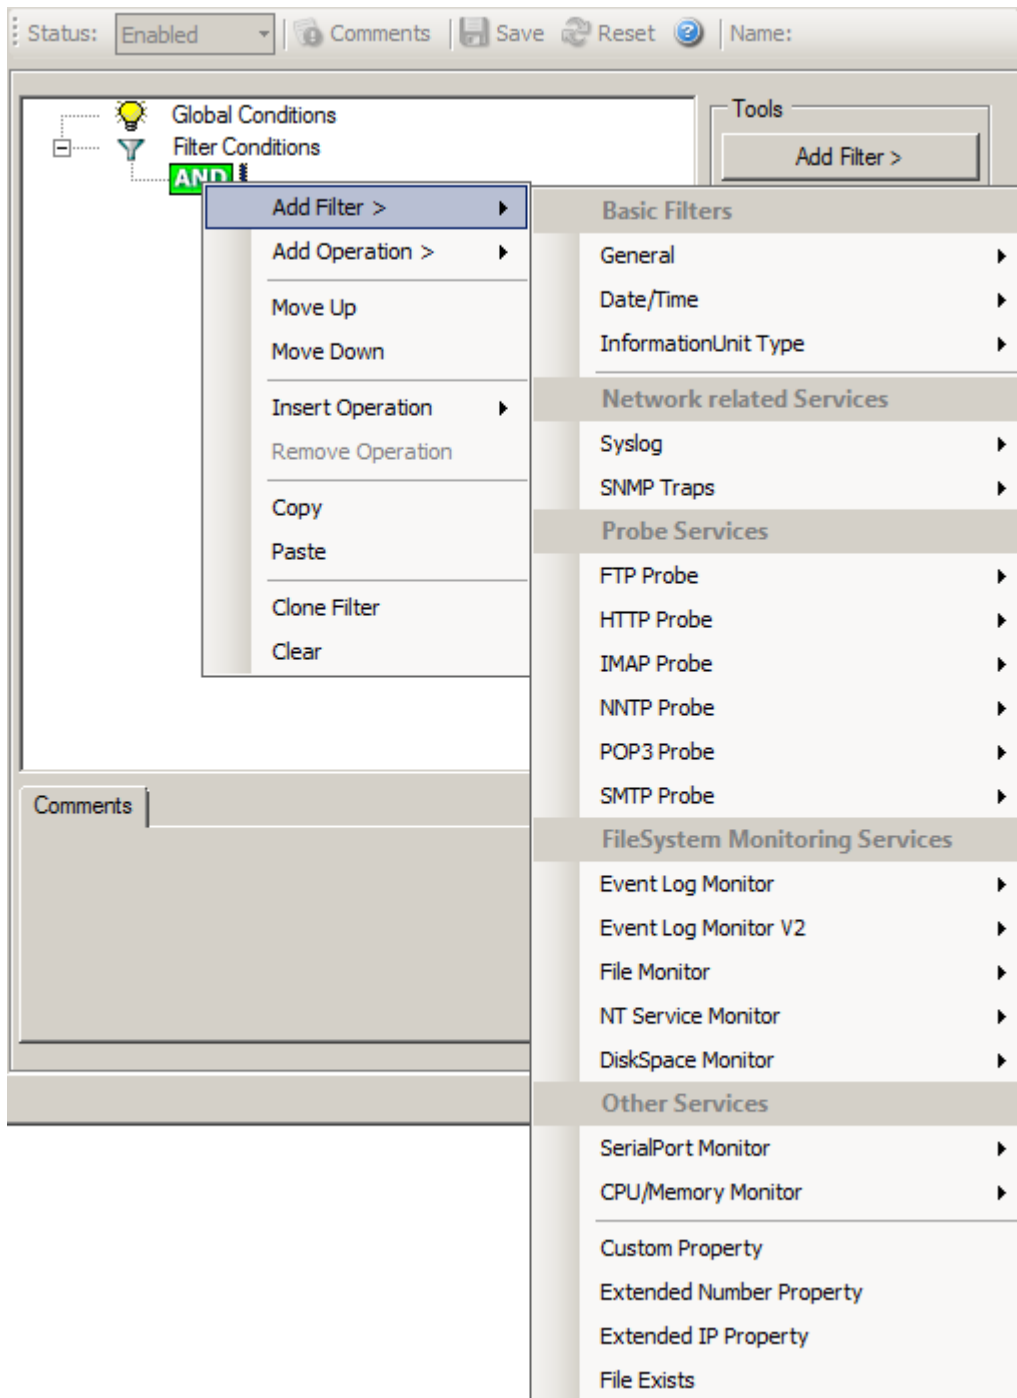 Status: Enabled Comments Save Reset Name:
Global Conditions
Filter Conditions
AND
Tools
Add Filter >
Add Filter >
Add Operation >
Move Up
Move Down
Insert Operation
Remove Operation
Copy
Paste
Clone Filter
Clear
Basic Filters
General
Date/Time
InformationUnit Type
Network related Services
Syslog
SNMP Traps
Probe Services
FTP Probe
HTTP Probe
IMAP Probe
NNTP Probe
POP3 Probe
SMTP Probe
FileSystem Monitoring Services
Event Log Monitor
Event Log Monitor V2
File Monitor
NT Service Monitor
DiskSpace Monitor
Other Services
SerialPort Monitor
CPU/Memory Monitor
Custom Property
Extended Number Property
Extended IP Property
File Exists
Comments